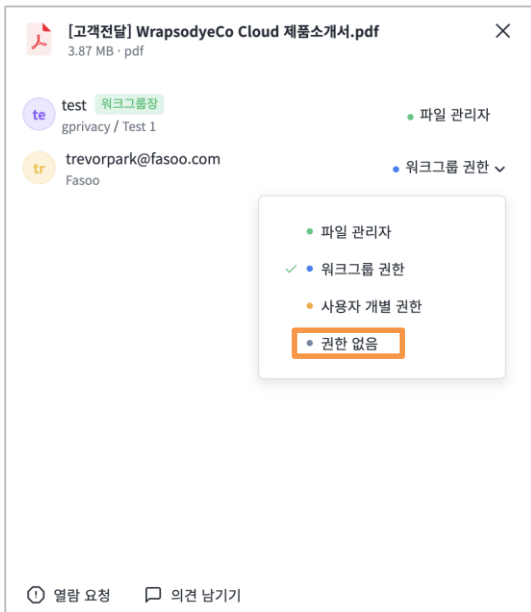 [고객전달] WrapsodyeCo Cloud 제품소개서.pdf
3.87 MB · pdf
te
test 워크그룹장
gprivacy / Test 1
파일 관리자
tr
trevorpark@fasoo.com
Fasoo
워크그룹 권한
파일 관리자
워크그룹 권한
사용자 개별 권한
권한 없음
열람 요청
의견 남기기